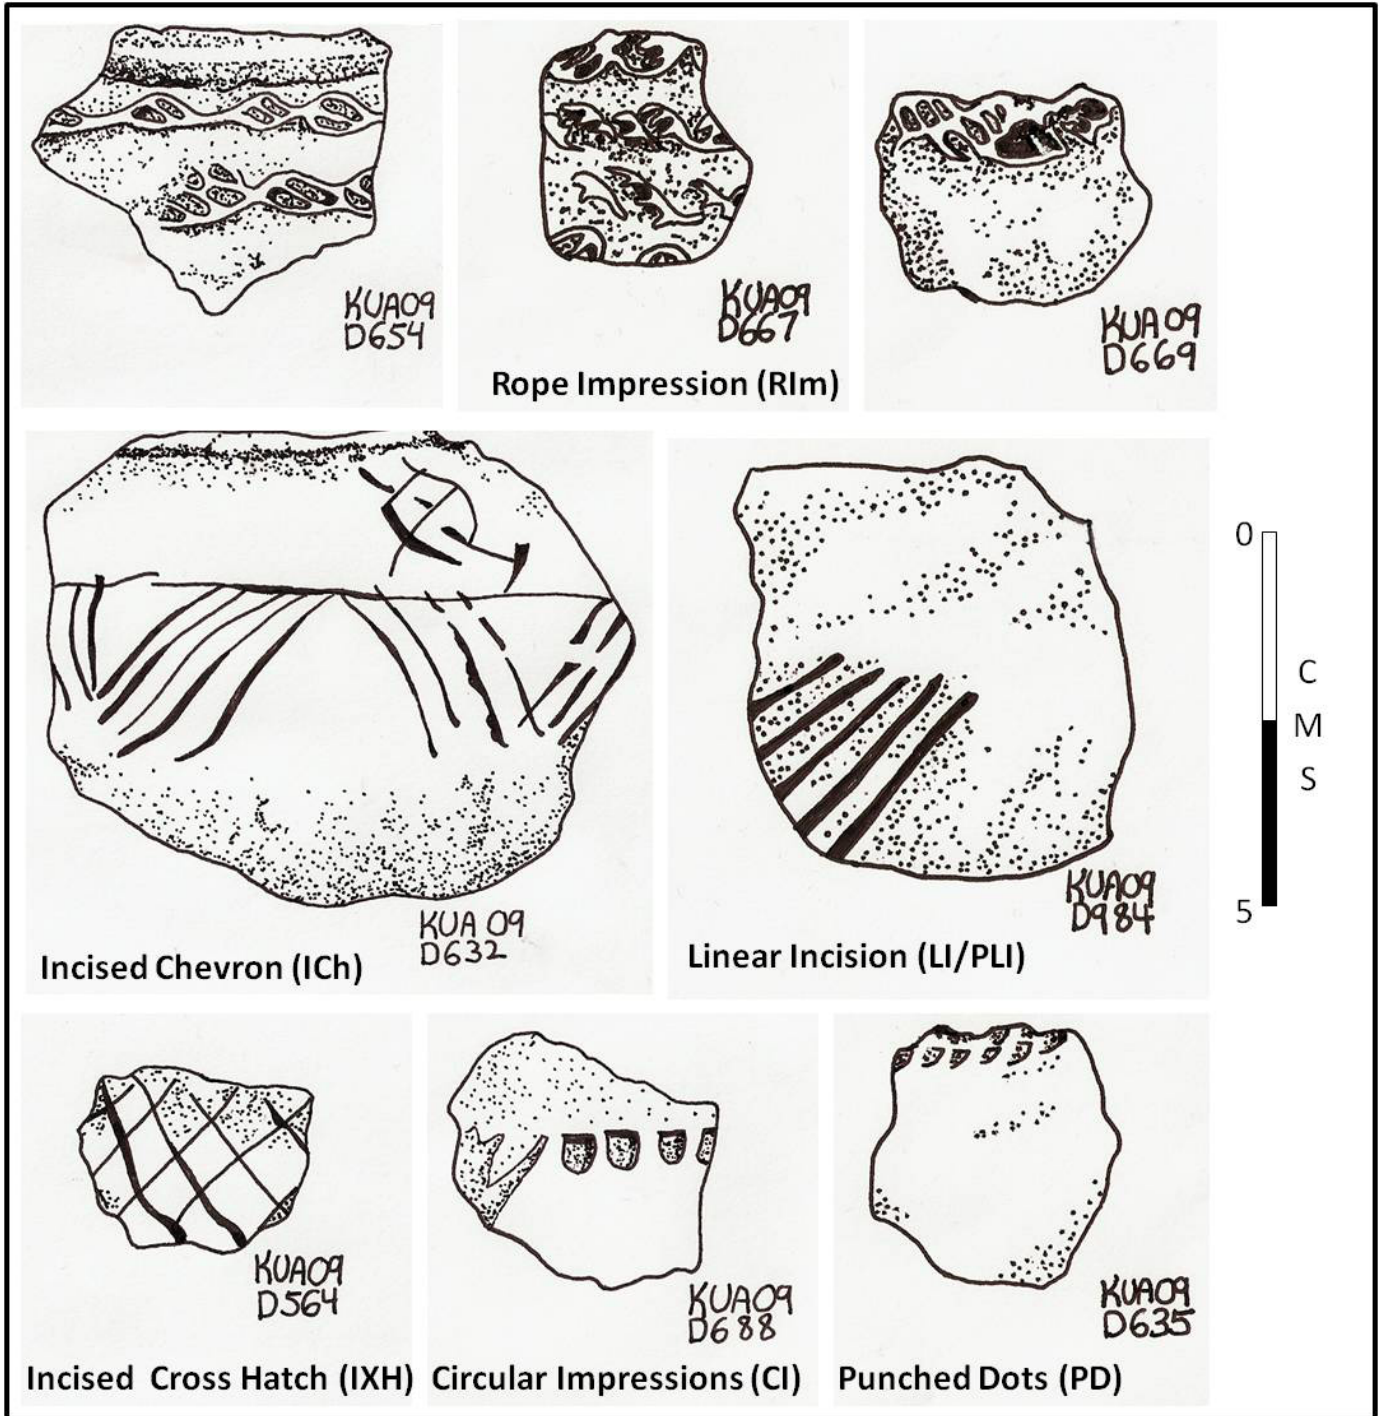 KUA09
D654
KUA09
D667
KUA09
D669
Rope Impression (RIm)
KUA 09
D632
Incised Chevron (ICh)
KUA09
D984
Linear Incision (LI/PLI)
0
C
M
S
5
KUA09
D564
Incised Cross Hatch (IXH)
KUA09
D688
Circular Impressions (CI)
KUA09
D635
Punched Dots (PD)